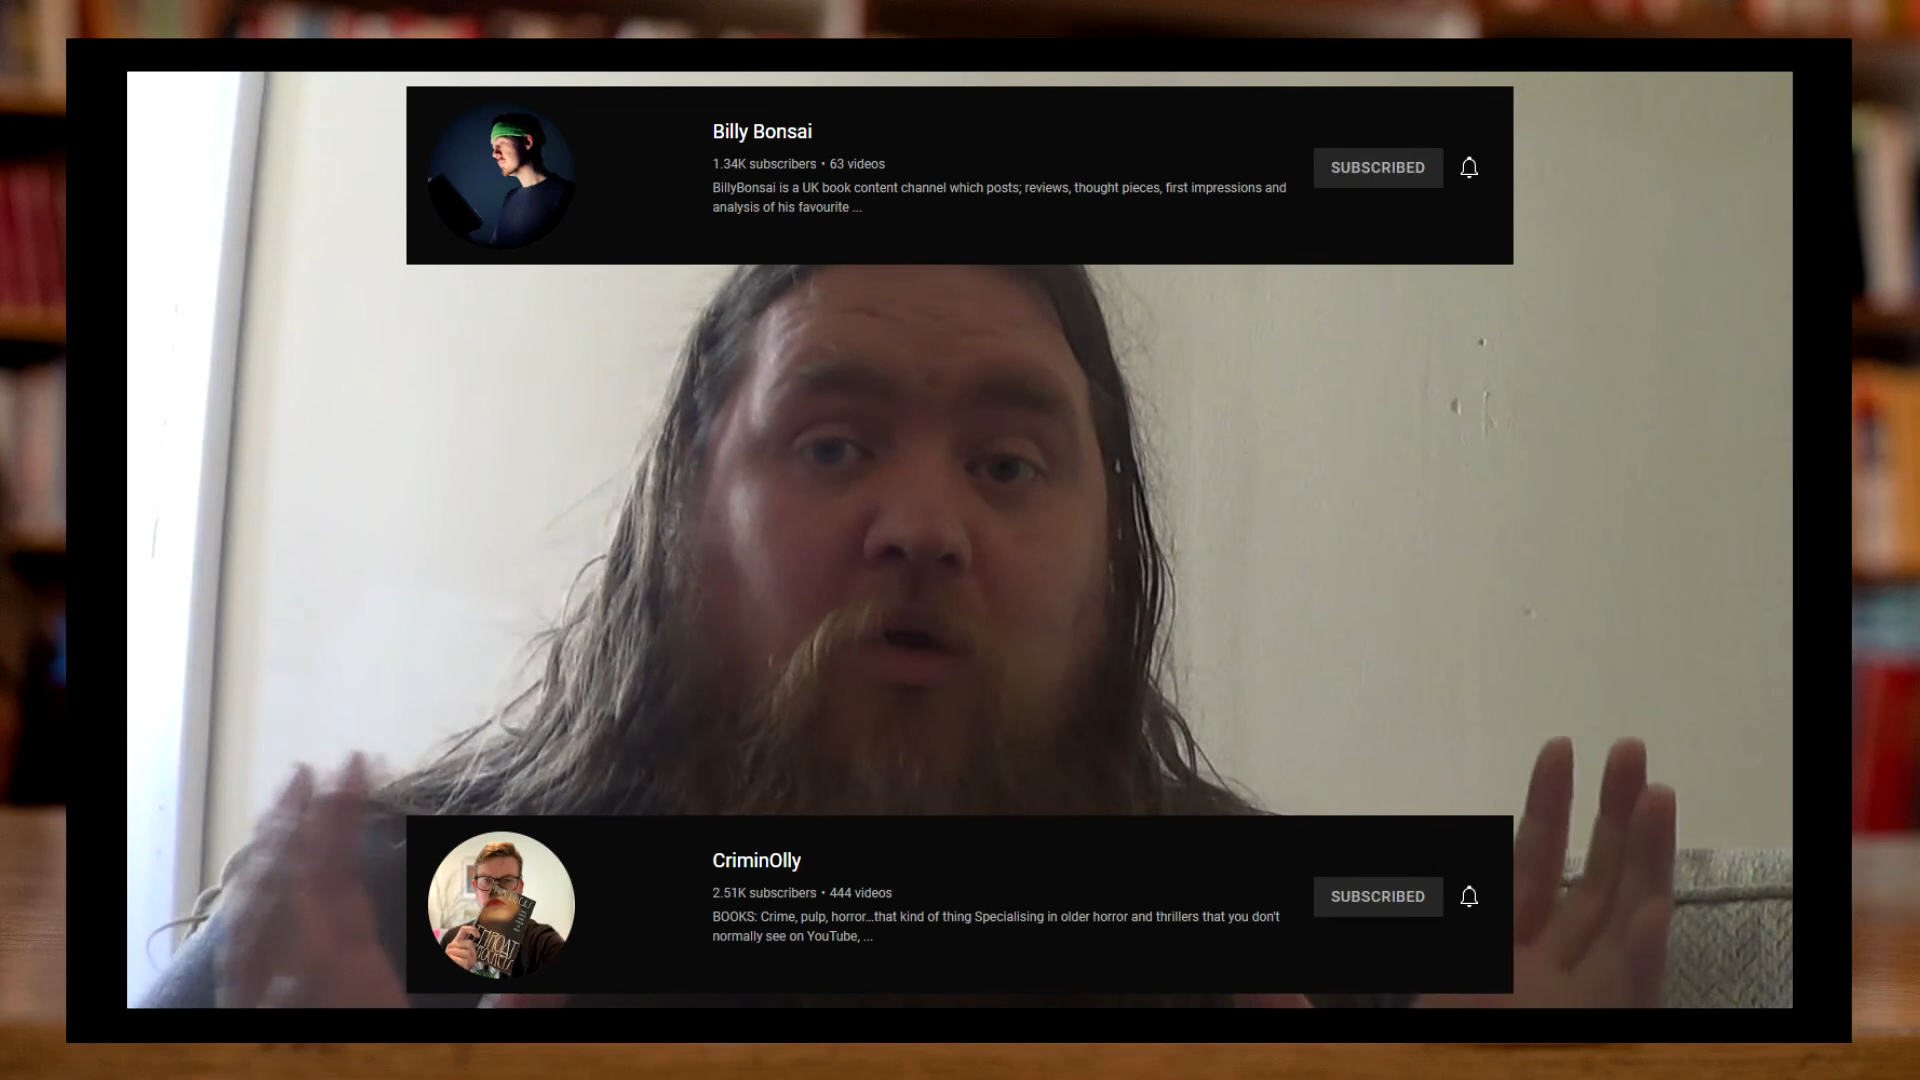 Billy Bonsai
1.34K subscribers • 63 videos
BillyBonsai is a UK book content channel which posts; reviews, thought pieces, first impressions and
analysis of his favourite ...
SUBSCRIBED
CriminOlly
2.51K subscribers • 444 videos
BOOKS: Crime, pulp, horror...that kind of thing Specialising in older horror and thrillers that you don't
normally see on YouTube, ...
SUBSCRIBED
THROAT